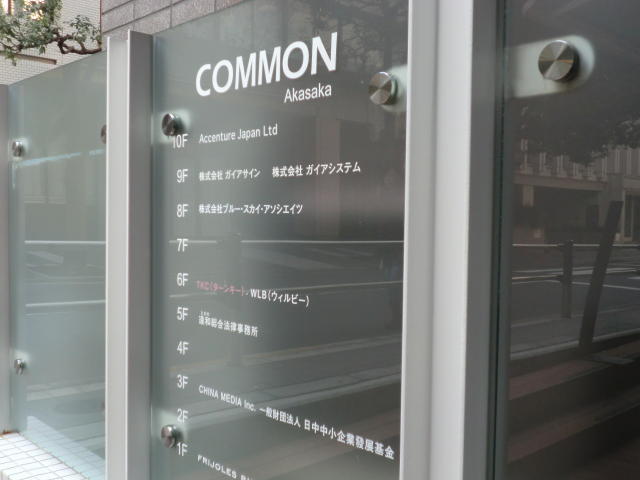 COMMON
Akasaka
10F Accenture Japan Ltd
9F 株式会社 ガイアサイン 株式会社 ガイアシステム
8F 株式会社ブルー・スカイ・アソシエイツ
7F
6F TKC(ターンキー)、WLB(ウィルビー)
5F 遠和総合法律事務所
4F
3F CHINA MEDIA Inc. 一般財団法人 日中中小企業發展基金
2F
1F FRIJOLES